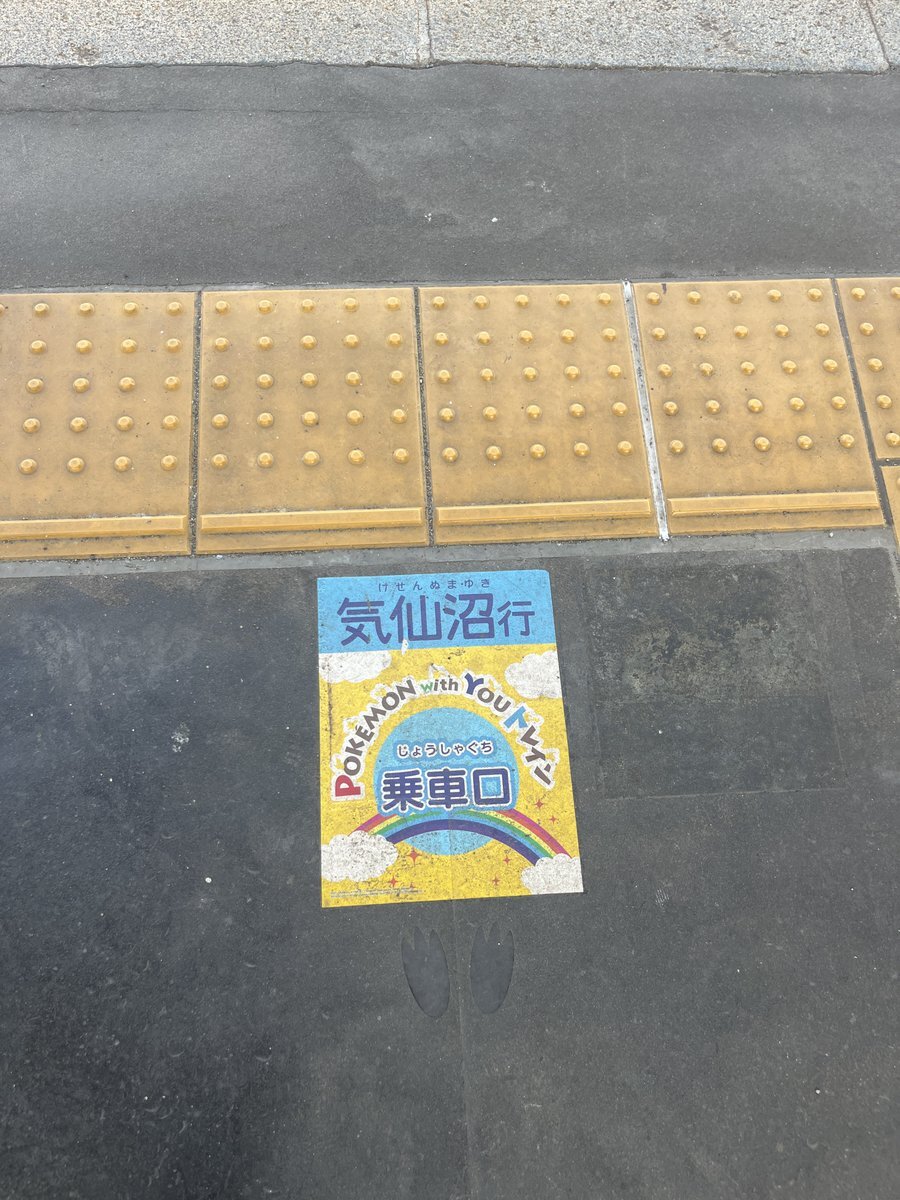 けせんぬま・ゆき
気仙沼行
POKÉMON with YOU トレイン
じょうしゃぐち
乗車口